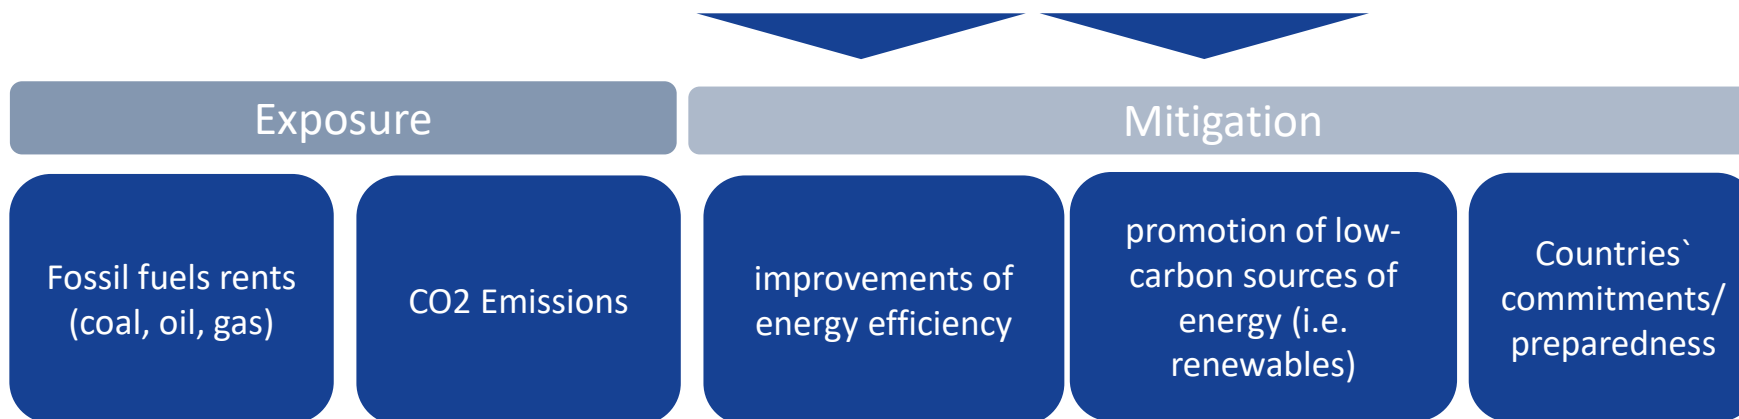 Exposure
Mitigation
Fossil fuels rents
(coal, oil, gas)
CO2 Emissions
improvements of
energy efficiency
promotion of low-
carbon sources of
energy (i.e.
renewables)
Countries`
commitments/
preparedness